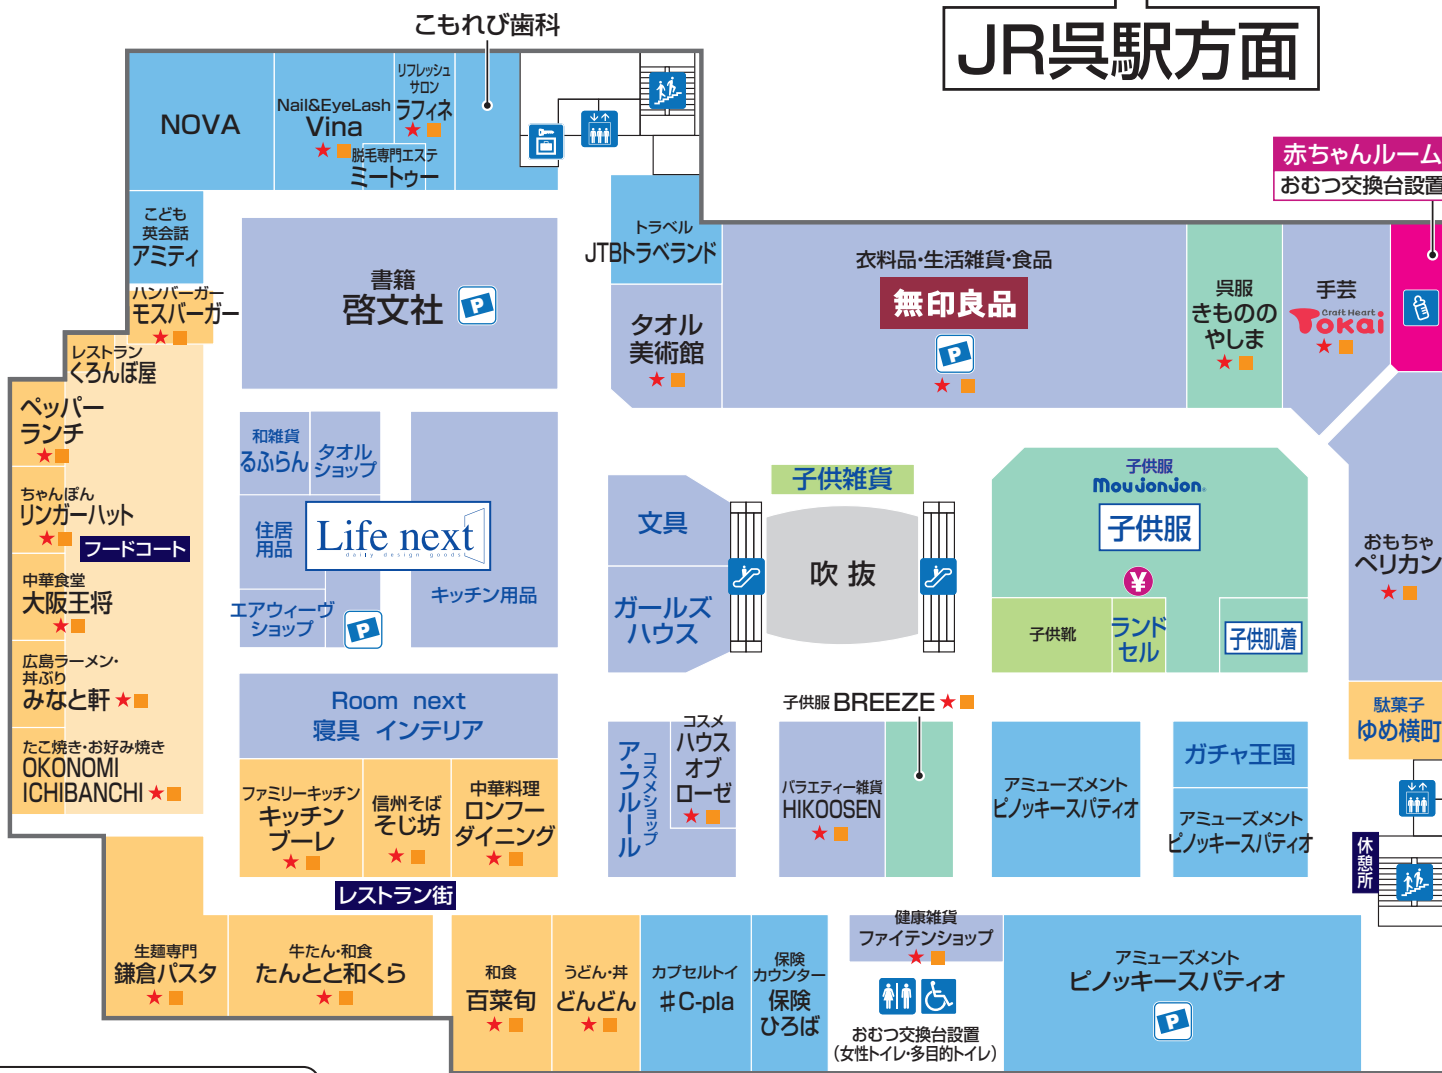 こもれび歯科
JR呉駅方面
NOVA
Nail&EyeLash
Vina
リフレッシュ
サロン
ラフィネ
脱毛専門エステ
ミートゥー
赤ちゃんルーム
おむつ交換台設置
こども
英会話
アミティ
書籍
啓文社
P
トラベル
JTBトラベランド
タオル
美術館
衣料品・生活雑貨・食品
無印良品
P
呉服
きものの
やしま
手芸
Craft Heart
Tokai
ハンバーガー
モスバーガー
レストラン
くろんぼ屋
ペッパー
ランチ
ちゃんぽん
リンガーハット
フードコート
中華食堂
大阪王将
広島ラーメン・
丼ぶり
みなと軒
たこ焼き・お好み焼き
OKONOMI
ICHIBANCHI
和雑貨
るふらん
タオル
ショップ
住居
用品
Life next
daily design goods
エアウィーヴ
ショップ
P
キッチン用品
文具
ガールズ
ハウス
子供雑貨
吹抜
子供服
Moujonjon
子供服
¥
子供靴
ランド
セル
子供肌着
おもちゃ
ペリカン
駄菓子
ゆめ横町
Room next
寝具 インテリア
ファミリーキッチン
キッチン
ブーレ
信州そば
そじ坊
中華料理
ロンフー
ダイニング
レストラン街
コスメショップ
ア・フルール
コスメ
ハウス
オブ
ローゼ
子供服 BREEZE
バラエティー雑貨
HIKOOSEN
アミューズメント
ピノッキースパティオ
ガチャ王国
アミューズメント
ピノッキースパティオ
休憩所
生麺専門
鎌倉パスタ
牛たん・和食
たんとと和くら
和食
百菜旬
うどん・丼
どんどん
カプセルトイ
#C-pla
保険
カウンター
保険
ひろば
健康雑貨
ファイテンショップ
おむつ交換台設置
(女性トイレ・多目的トイレ)
アミューズメント
ピノッキースパティオ
P